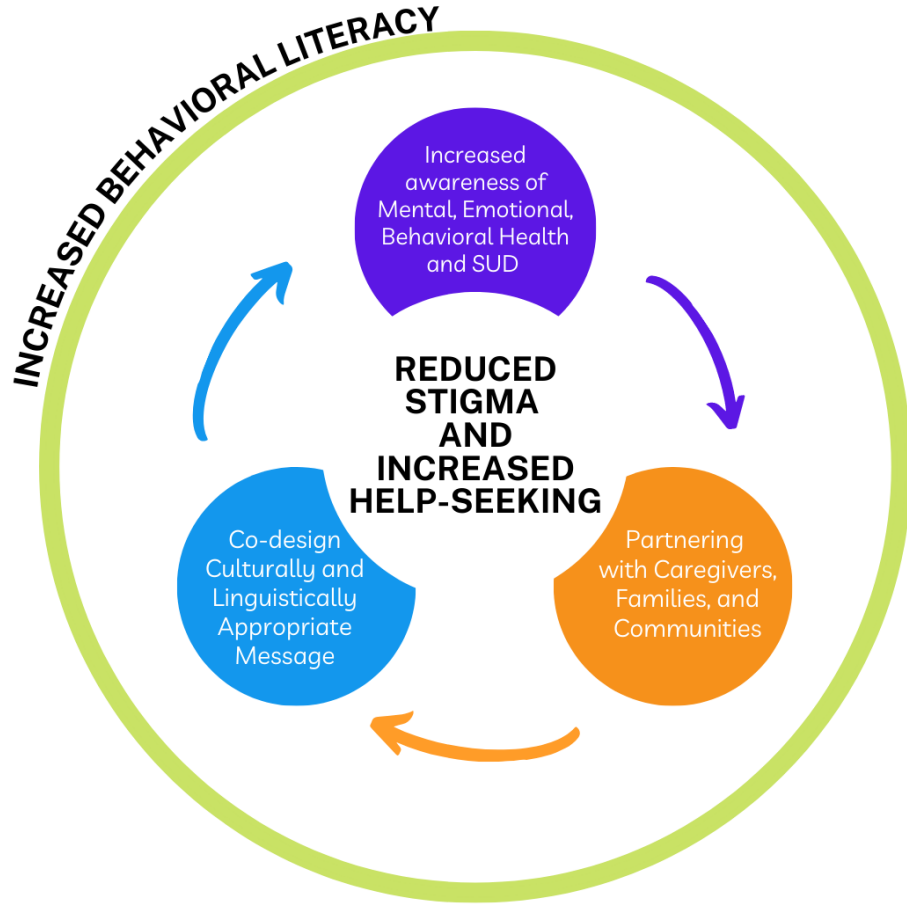 INCREASED BEHAVIORAL LITERACY
Increased
awareness of
Mental, Emotional,
Behavioral Health
and SUD
REDUCED
STIGMA
AND
INCREASED
HELP-SEEKING
Partnering
with Caregivers,
Families, and
Communities
Co-design
Culturally and
Linguistically
Appropriate
Message